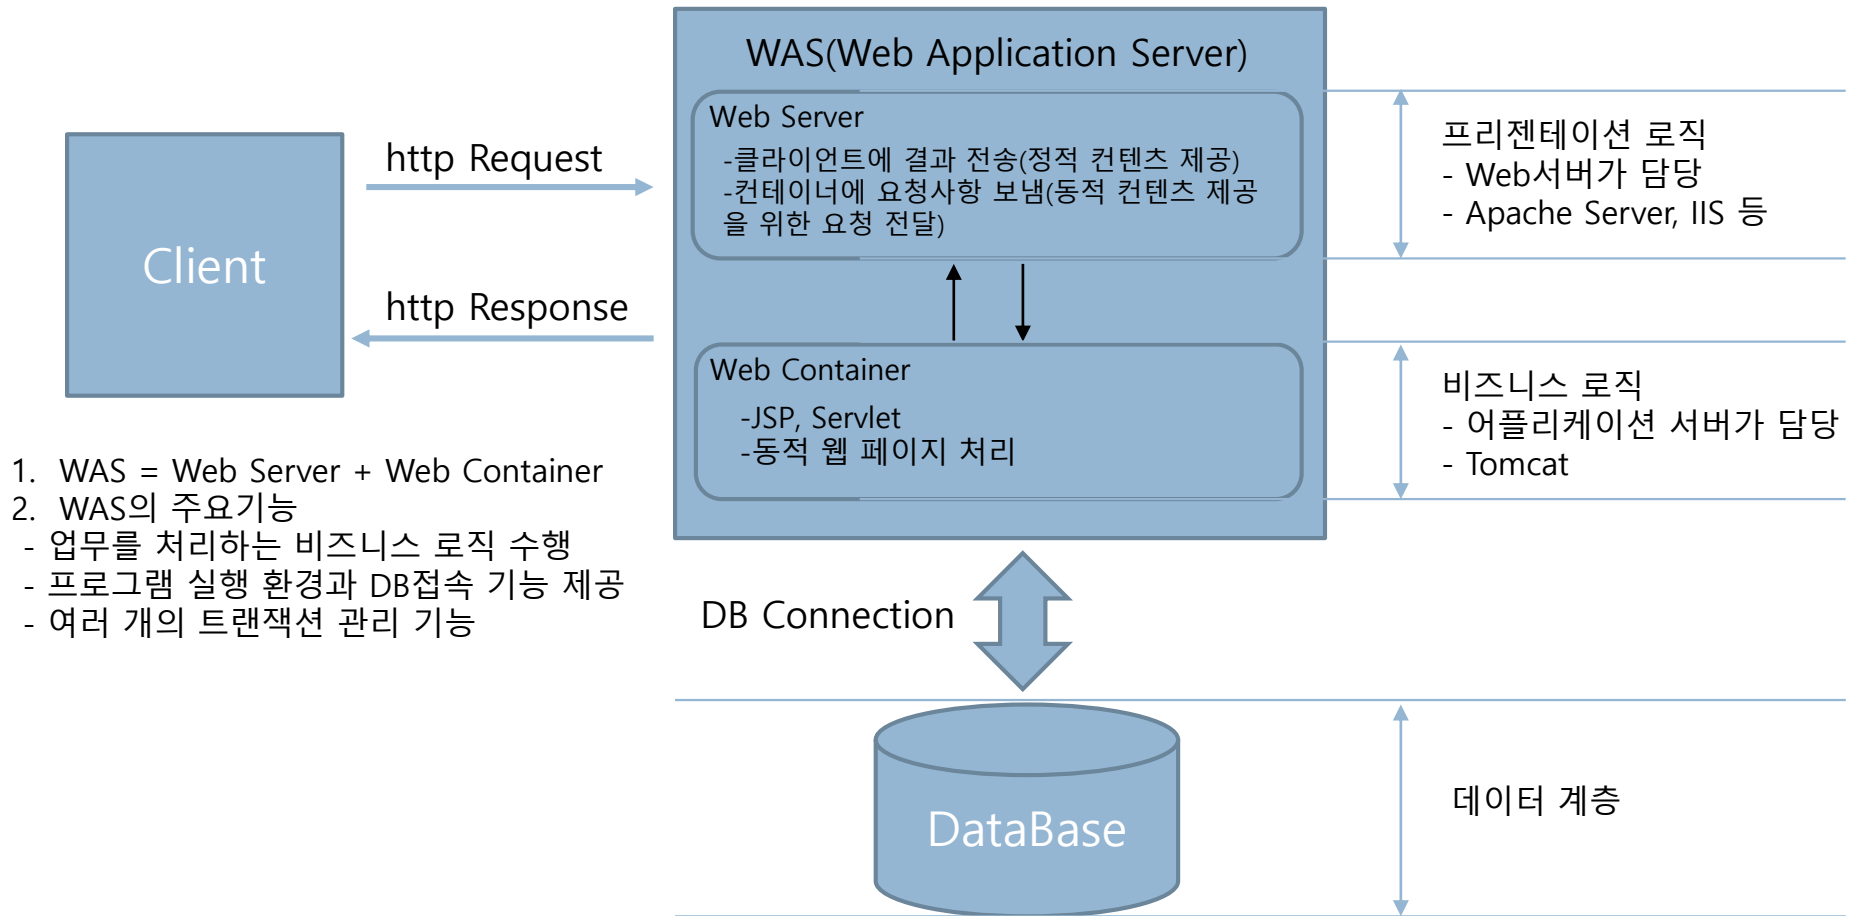 WAS(Web Application Server)
Web Server
-클라이언트에 결과 전송(정적 컨텐츠 제공)
-컨테이너에 요청사항 보냄(동적 컨텐츠 제공
을 위한 요청 전달)
프리젠테이션 로직
- Web서버가 담당
- Apache Server, IIS 등
http Request
Client
http Response
Web Container
-JSP, Servlet
-동적 웹 페이지 처리
비즈니스 로직
- 어플리케이션 서버가 담당
- Tomcat
1. WAS = Web Server + Web Container
2. WAS의 주요기능
- 업무를 처리하는 비즈니스 로직 수행
- 프로그램 실행 환경과 DB접속 기능 제공
- 여러 개의 트랜잭션 관리 기능
DB Connection
DataBase
데이터 계층